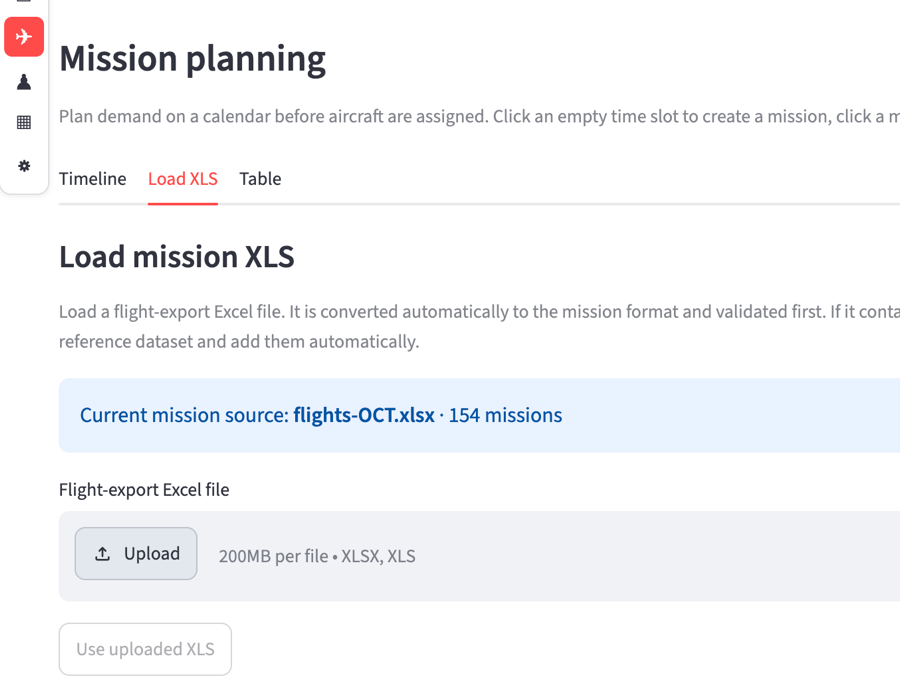 Mission planning
Plan demand on a calendar before aircraft are assigned. Click an empty time slot to create a mission, click a
Timeline Load XLS Table
Load mission XLS
Load a flight-export Excel file. It is converted automatically to the mission format and validated first. If it
reference dataset and add them automatically.
Current mission source: flights-OCT.xlsx · 154 missions
Flight-export Excel file
Upload 200MB per file • XLSX, XLS
Use uploaded XLS